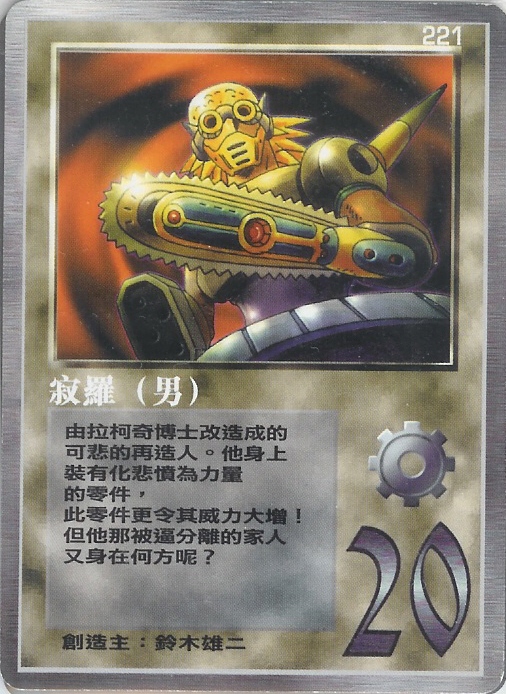 221
寂羅（男）
由拉柯奇博士改造成的
可悲的再造人。他身上
裝有化悲憤為力量
的零件，
此零件更令其威力大增！
但他那被逼分離的家人
又身在何方呢？
20
創造主：鈴木雄二